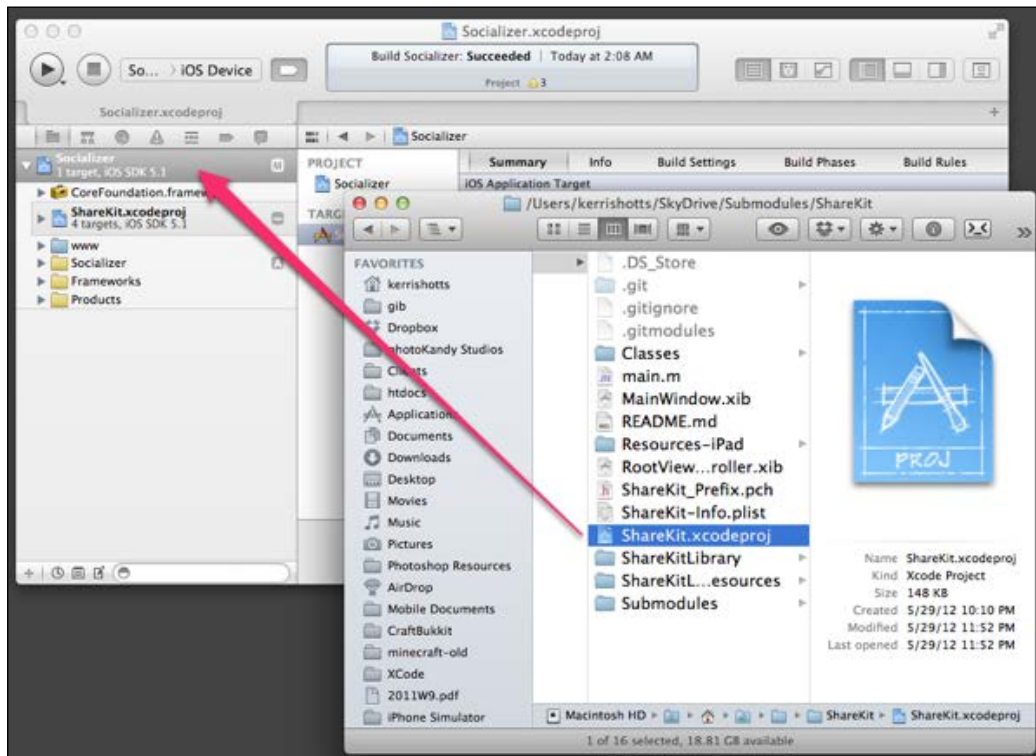 Socializer.xcodeproj
Build Socializer: Succeeded | Today at 2:08 AM
Project 3
So... iOS Device
Socializer.xcodeproj
Socializer
Socializer
1 target, iOS SDK 5.1
M
CoreFoundation.framew
ShareKit.xcodeproj
4 targets, iOS SDK 5.1
www
Socializer
A
Frameworks
Products
PROJECT
Socializer
TARG
Summary
Info
Build Settings
Build Phases
Build Rules
iOS Application Target
/Users/kerrishotts/SkyDrive/Submodules/ShareKit
FAVORITES
kerrishotts
gib
Dropbox
photoKandy Studios
Clients
htdocs
Applications
Documents
Downloads
Desktop
Movies
Music
Pictures
Photoshop Resources
AirDrop
Mobile Documents
CraftBukkit
minecraft-old
XCode
2011W9.pdf
iPhone Simulator
.DS_Store
.git
.gitignore
.gitmodules
Classes
main.m
MainWindow.xib
README.md
Resources-iPad
RootView...roller.xib
ShareKit_Prefix.pch
ShareKit-Info.plist
ShareKit.xcodeproj
ShareKitLibrary
ShareKitL...esources
Submodules
PROJ
Name ShareKit.xcodeproj
Kind Xcode Project
Size 148 KB
Created 5/29/12 10:10 PM
Modified 5/29/12 11:52 PM
Last opened 5/29/12 11:52 PM
Macintosh HD ShareKit ShareKit.xcodeproj
1 of 16 selected, 18.81 GB available